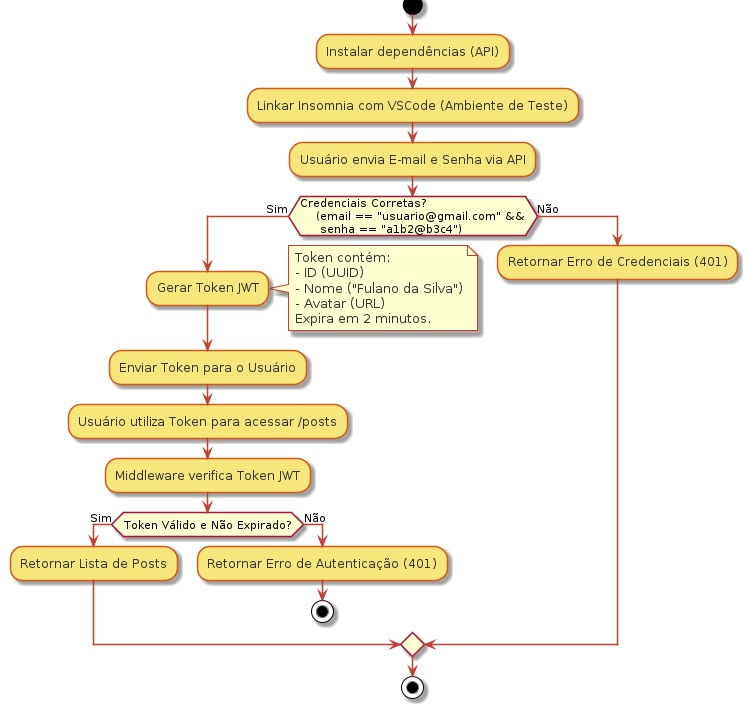 Instalar dependências (API)
Linkar Insomnia com VSCode (Ambiente de Teste)
Usuário envia E-mail e Senha via API
Sim
Credenciais Corretas?
(email == "usuario@gmail.com" &&
senha == "a1b2@b3c4")
Não
Gerar Token JWT
Token contém:
- ID (UUID)
- Nome ("Fulano da Silva")
- Avatar (URL)
Expira em 2 minutos.
Retornar Erro de Credenciais (401)
Enviar Token para o Usuário
Usuário utiliza Token para acessar /posts
Middleware verifica Token JWT
Sim
Token Válido e Não Expirado?
Não
Retornar Lista de Posts
Retornar Erro de Autenticação (401)